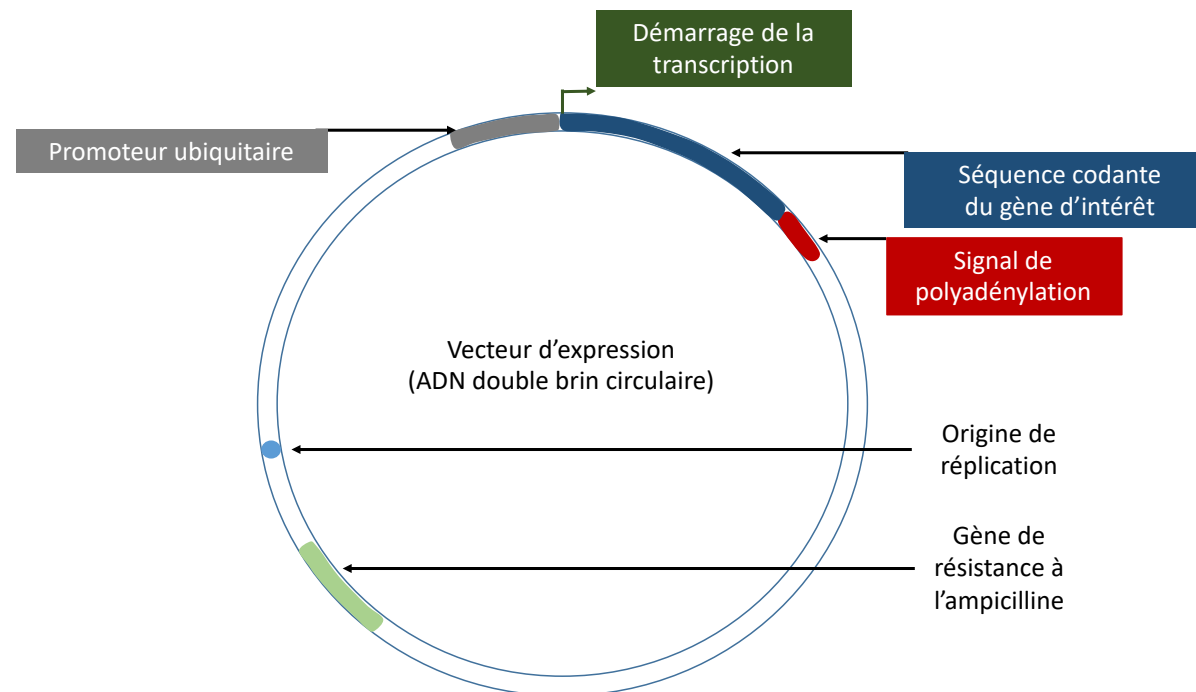 Démarrage de la
transcription
Promoteur ubiquitaire
Séquence codante
du gène d’intérêt
Signal de
polyadénylation
Vecteur d’expression
(ADN double brin circulaire)
Origine de
réplication
Gène de
résistance à
l’ampicilline